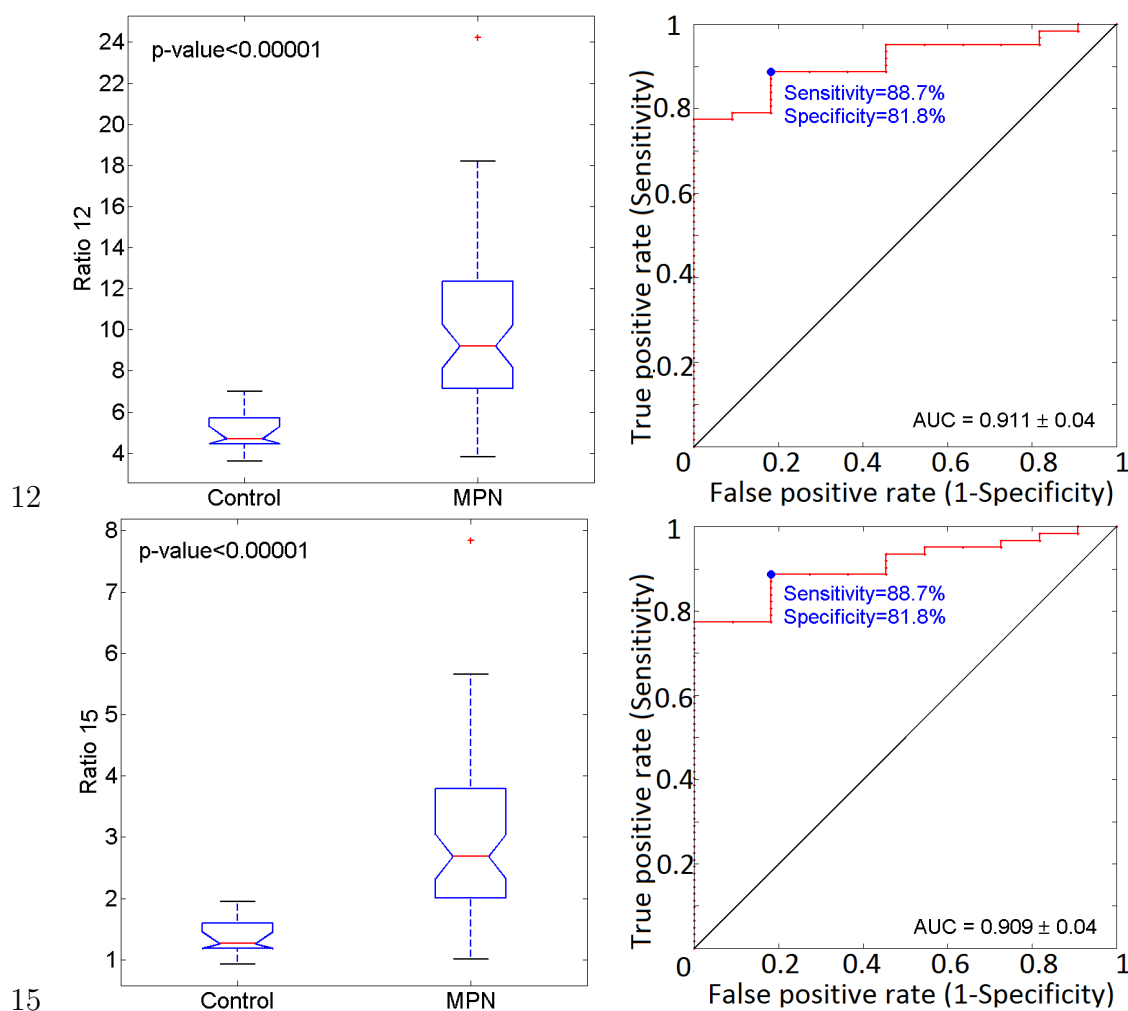 p-value<0.00001
24
22
20
18
16
14
12
10
8
6
4
Ratio 12
Control MPN
12
1
0.8
0.6
0.4
0.2
True positive rate (Sensitivity)
Sensitivity=88.7%
Specificity=81.8%
AUC = 0.911 ± 0.04
0 0.2 0.4 0.6 0.8 1
False positive rate (1-Specificity)
p-value<0.00001
8
7
6
5
4
3
2
1
Ratio 15
Control MPN
15
1
0.8
0.6
0.4
0.2
True positive rate (Sensitivity)
Sensitivity=88.7%
Specificity=81.8%
AUC = 0.909 ± 0.04
0 0.2 0.4 0.6 0.8 1
False positive rate (1-Specificity)